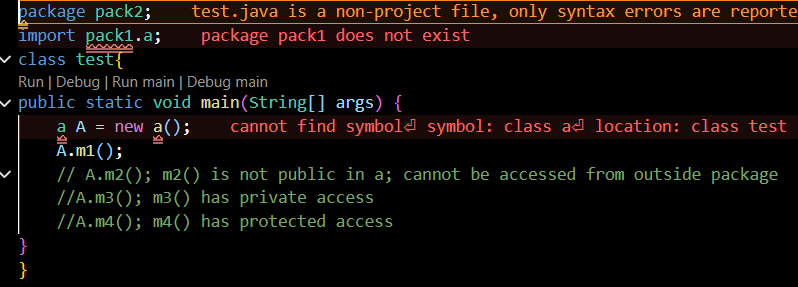 package pack2; test.java is a non-project file, only syntax errors are reporte
import pack1.a; package pack1 does not exist
class test{
Run | Debug | Run main | Debug main
public static void main(String[] args) {
a A = new a(); cannot find symbol⏎ symbol: class a⏎ location: class test
A.m1();
// A.m2(); m2() is not public in a; cannot be accessed from outside package
//A.m3(); m3() has private access
//A.m4(); m4() has protected access
}
}